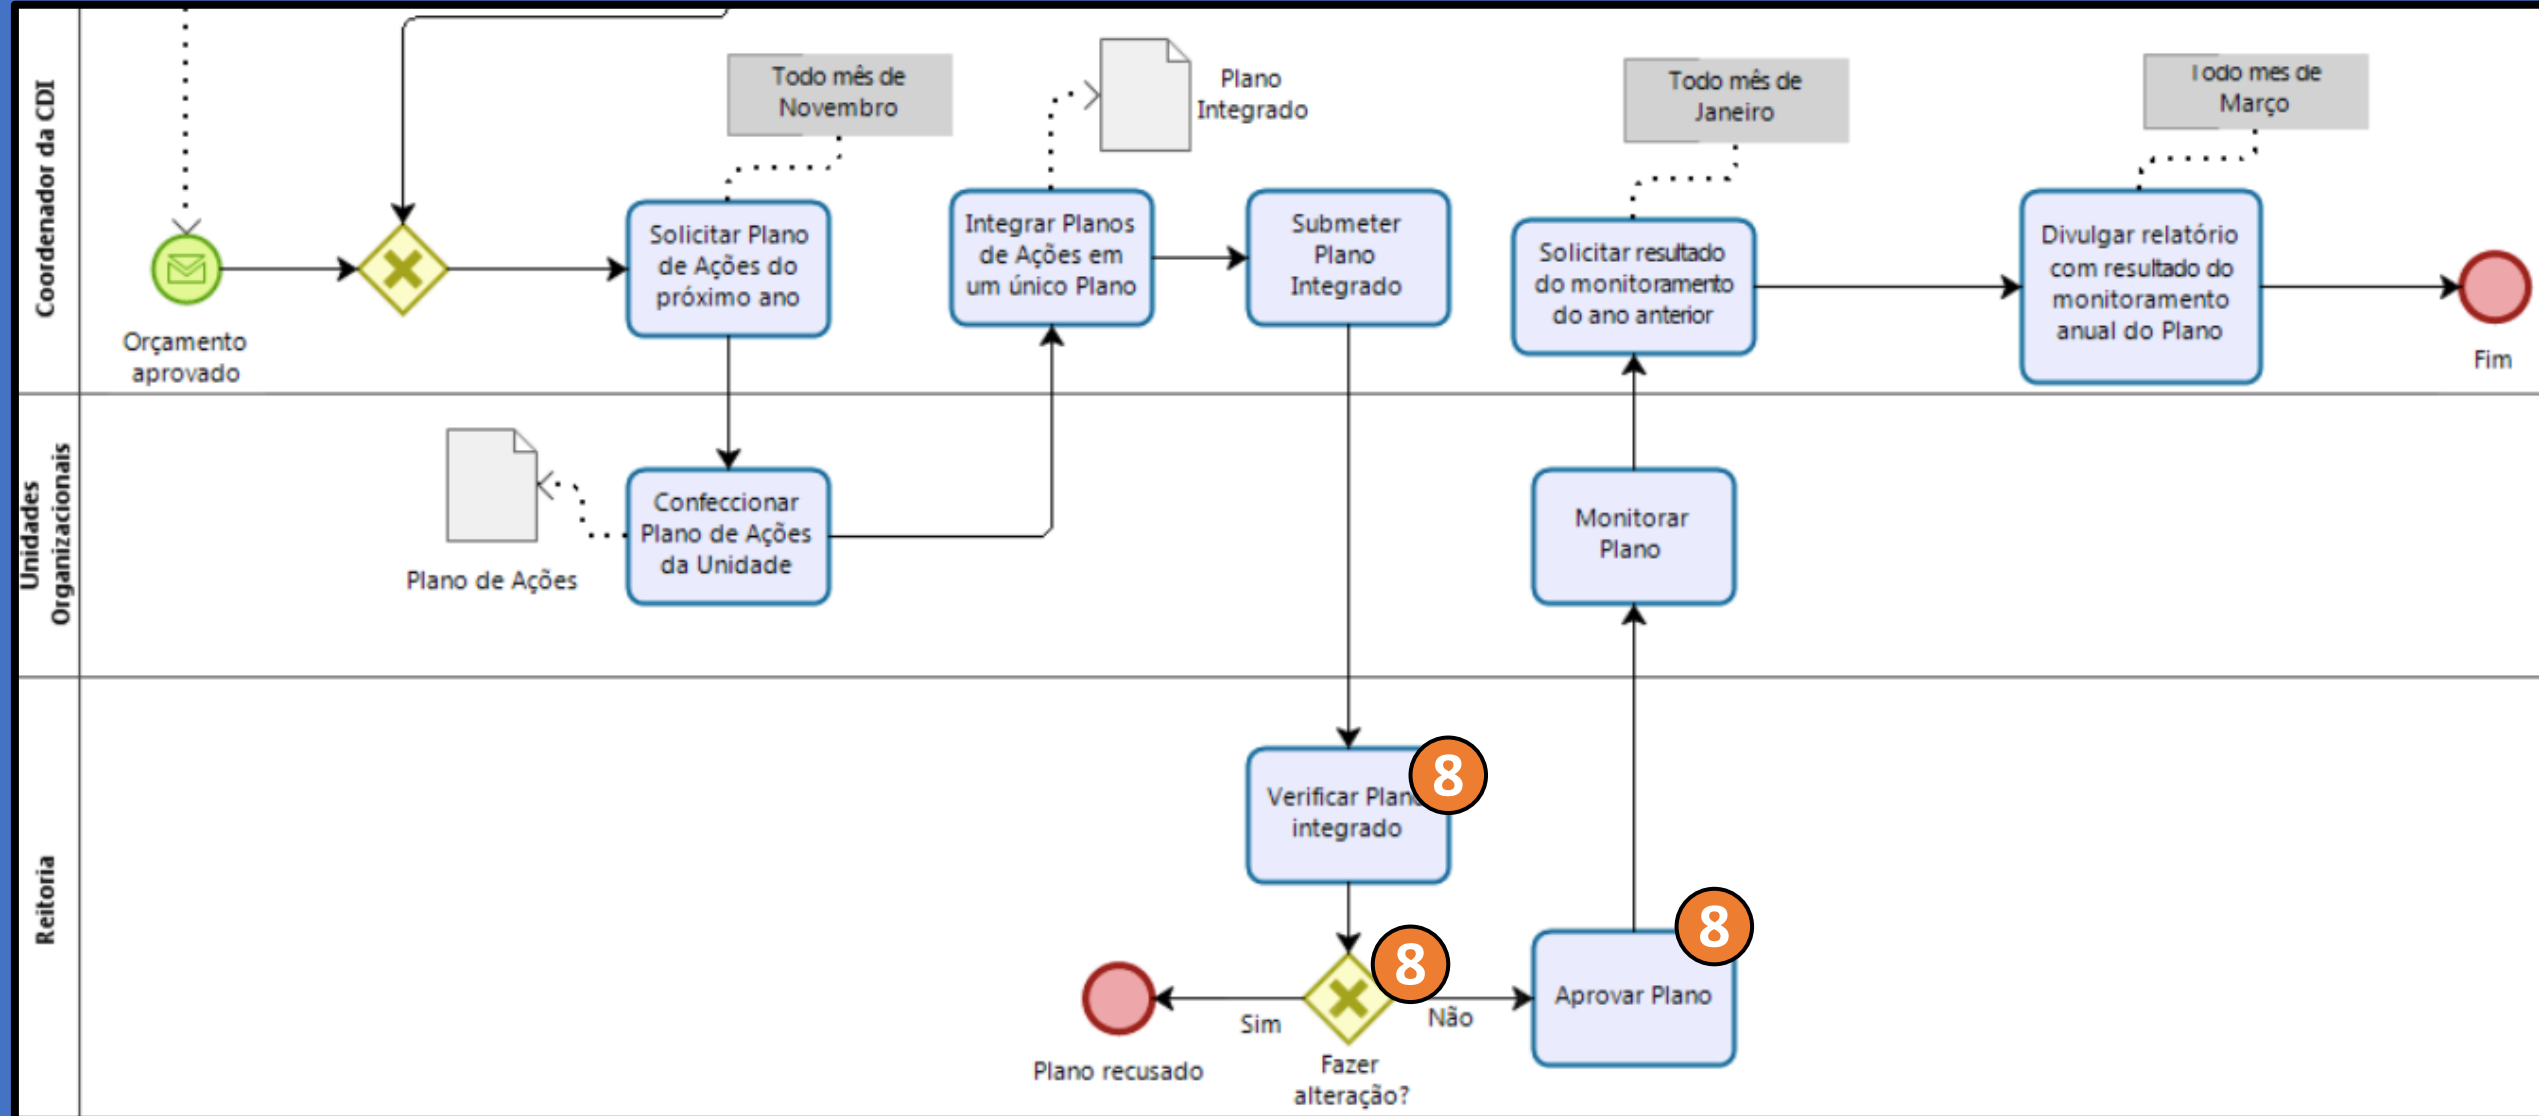 Coordenador da CDI
Todo mês de
Novembro
Plano
Integrado
Todo mês de
Janeiro
Todo mês de
Março
Orçamento
aprovado
Solicitar Plano
de Ações do
próximo ano
Integrar Planos
de Ações em
um único Plano
Submeter
Plano
Integrado
Solicitar resultado
do monitoramento
do ano anterior
Divulgar relatório
com resultado do
monitoramento
anual do Plano
Fim
Unidades
Organizacionais
Plano de Ações
Confeccionar
Plano de Ações
da Unidade
Monitorar
Plano
Reitoria
Verificar Plano
integrado
8
8
8
Aprovar Plano
Sim
Não
Plano recusado
Fazer
alteração?